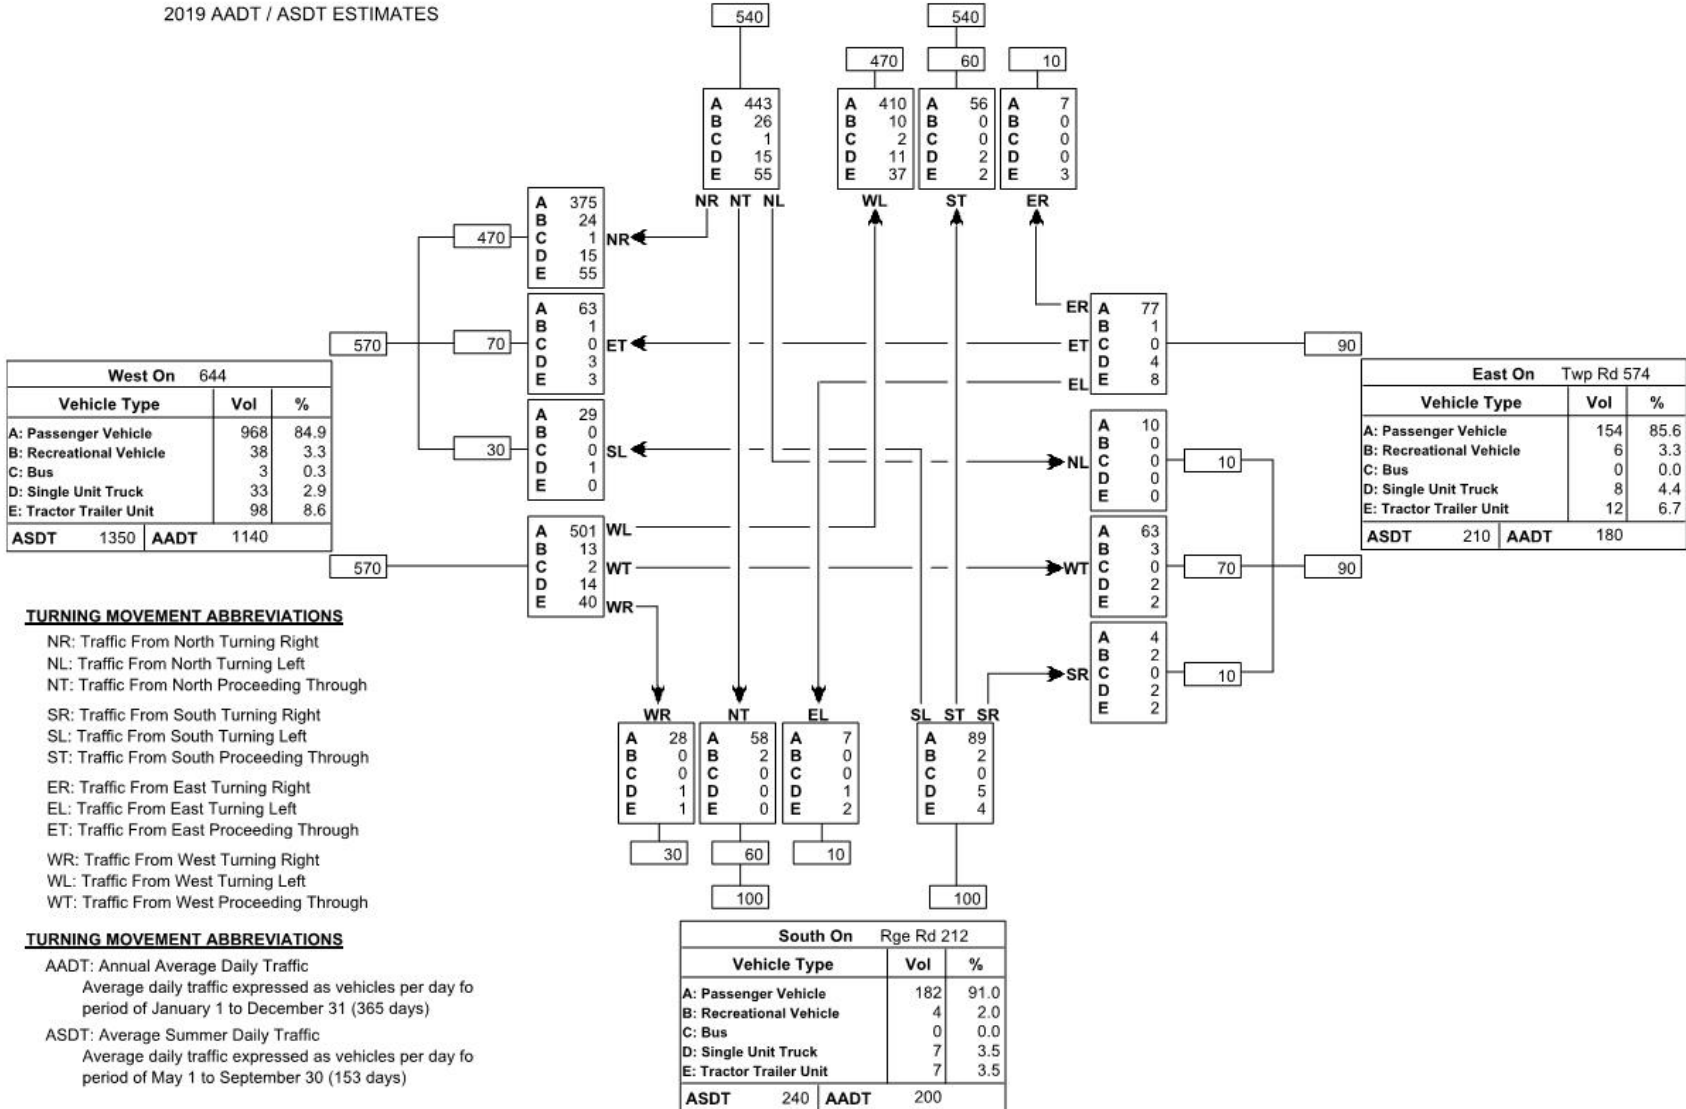 2019 AADT / ASDT ESTIMATES
540
540
470
60
10
A 443
B 26
C 1
D 15
E 55
A 410
B 10
C 2
D 11
E 37
A 56
B 0
C 0
D 2
E 2
A 7
B 0
C 0
D 0
E 3
NR NT NL
WL
ST
ER
A 375
B 24
C 1
D 15
E 55
470
NR
A 63
B 1
C 0
D 3
E 3
570
70
ET
A 29
B 0
C 0
D 1
E 0
30
SL
A 501
B 13
C 2
D 14
E 40
WL
WT
WR
570
West On 644
Vehicle Type Vol %
A: Passenger Vehicle 968 84.9
B: Recreational Vehicle 38 3.3
C: Bus 3 0.3
D: Single Unit Truck 33 2.9
E: Tractor Trailer Unit 98 8.6
ASDT 1350 AADT 1140
ER
ET
EL
A 77
B 1
C 0
D 4
E 8
90
East On Twp Rd 574
Vehicle Type Vol %
A: Passenger Vehicle 154 85.6
B: Recreational Vehicle 6 3.3
C: Bus 0 0.0
D: Single Unit Truck 8 4.4
E: Tractor Trailer Unit 12 6.7
ASDT 210 AADT 180
NL
A 10
B 0
C 0
D 0
E 0
10
WT
A 63
B 3
C 0
D 2
E 2
70
90
SR
A 4
B 2
C 0
D 2
E 2
10
TURNING MOVEMENT ABBREVIATIONS
NR: Traffic From North Turning Right
NL: Traffic From North Turning Left
NT: Traffic From North Proceeding Through
SR: Traffic From South Turning Right
SL: Traffic From South Turning Left
ST: Traffic From South Proceeding Through
ER: Traffic From East Turning Right
EL: Traffic From East Turning Left
ET: Traffic From East Proceeding Through
WR: Traffic From West Turning Right
WL: Traffic From West Turning Left
WT: Traffic From West Proceeding Through
TURNING MOVEMENT ABBREVIATIONS
AADT: Annual Average Daily Traffic
Average daily traffic expressed as vehicles per day fo
period of January 1 to December 31 (365 days)
ASDT: Average Summer Daily Traffic
Average daily traffic expressed as vehicles per day fo
period of May 1 to September 30 (153 days)
WR
NT
EL
SL ST SR
A 28
B 0
C 0
D 1
E 1
A 58
B 2
C 0
D 0
E 0
A 7
B 0
C 0
D 1
E 2
A 89
B 2
C 0
D 5
E 4
30
60
10
100
100
South On Rge Rd 212
Vehicle Type Vol %
A: Passenger Vehicle 182 91.0
B: Recreational Vehicle 4 2.0
C: Bus 0 0.0
D: Single Unit Truck 7 3.5
E: Tractor Trailer Unit 7 3.5
ASDT 240 AADT 200